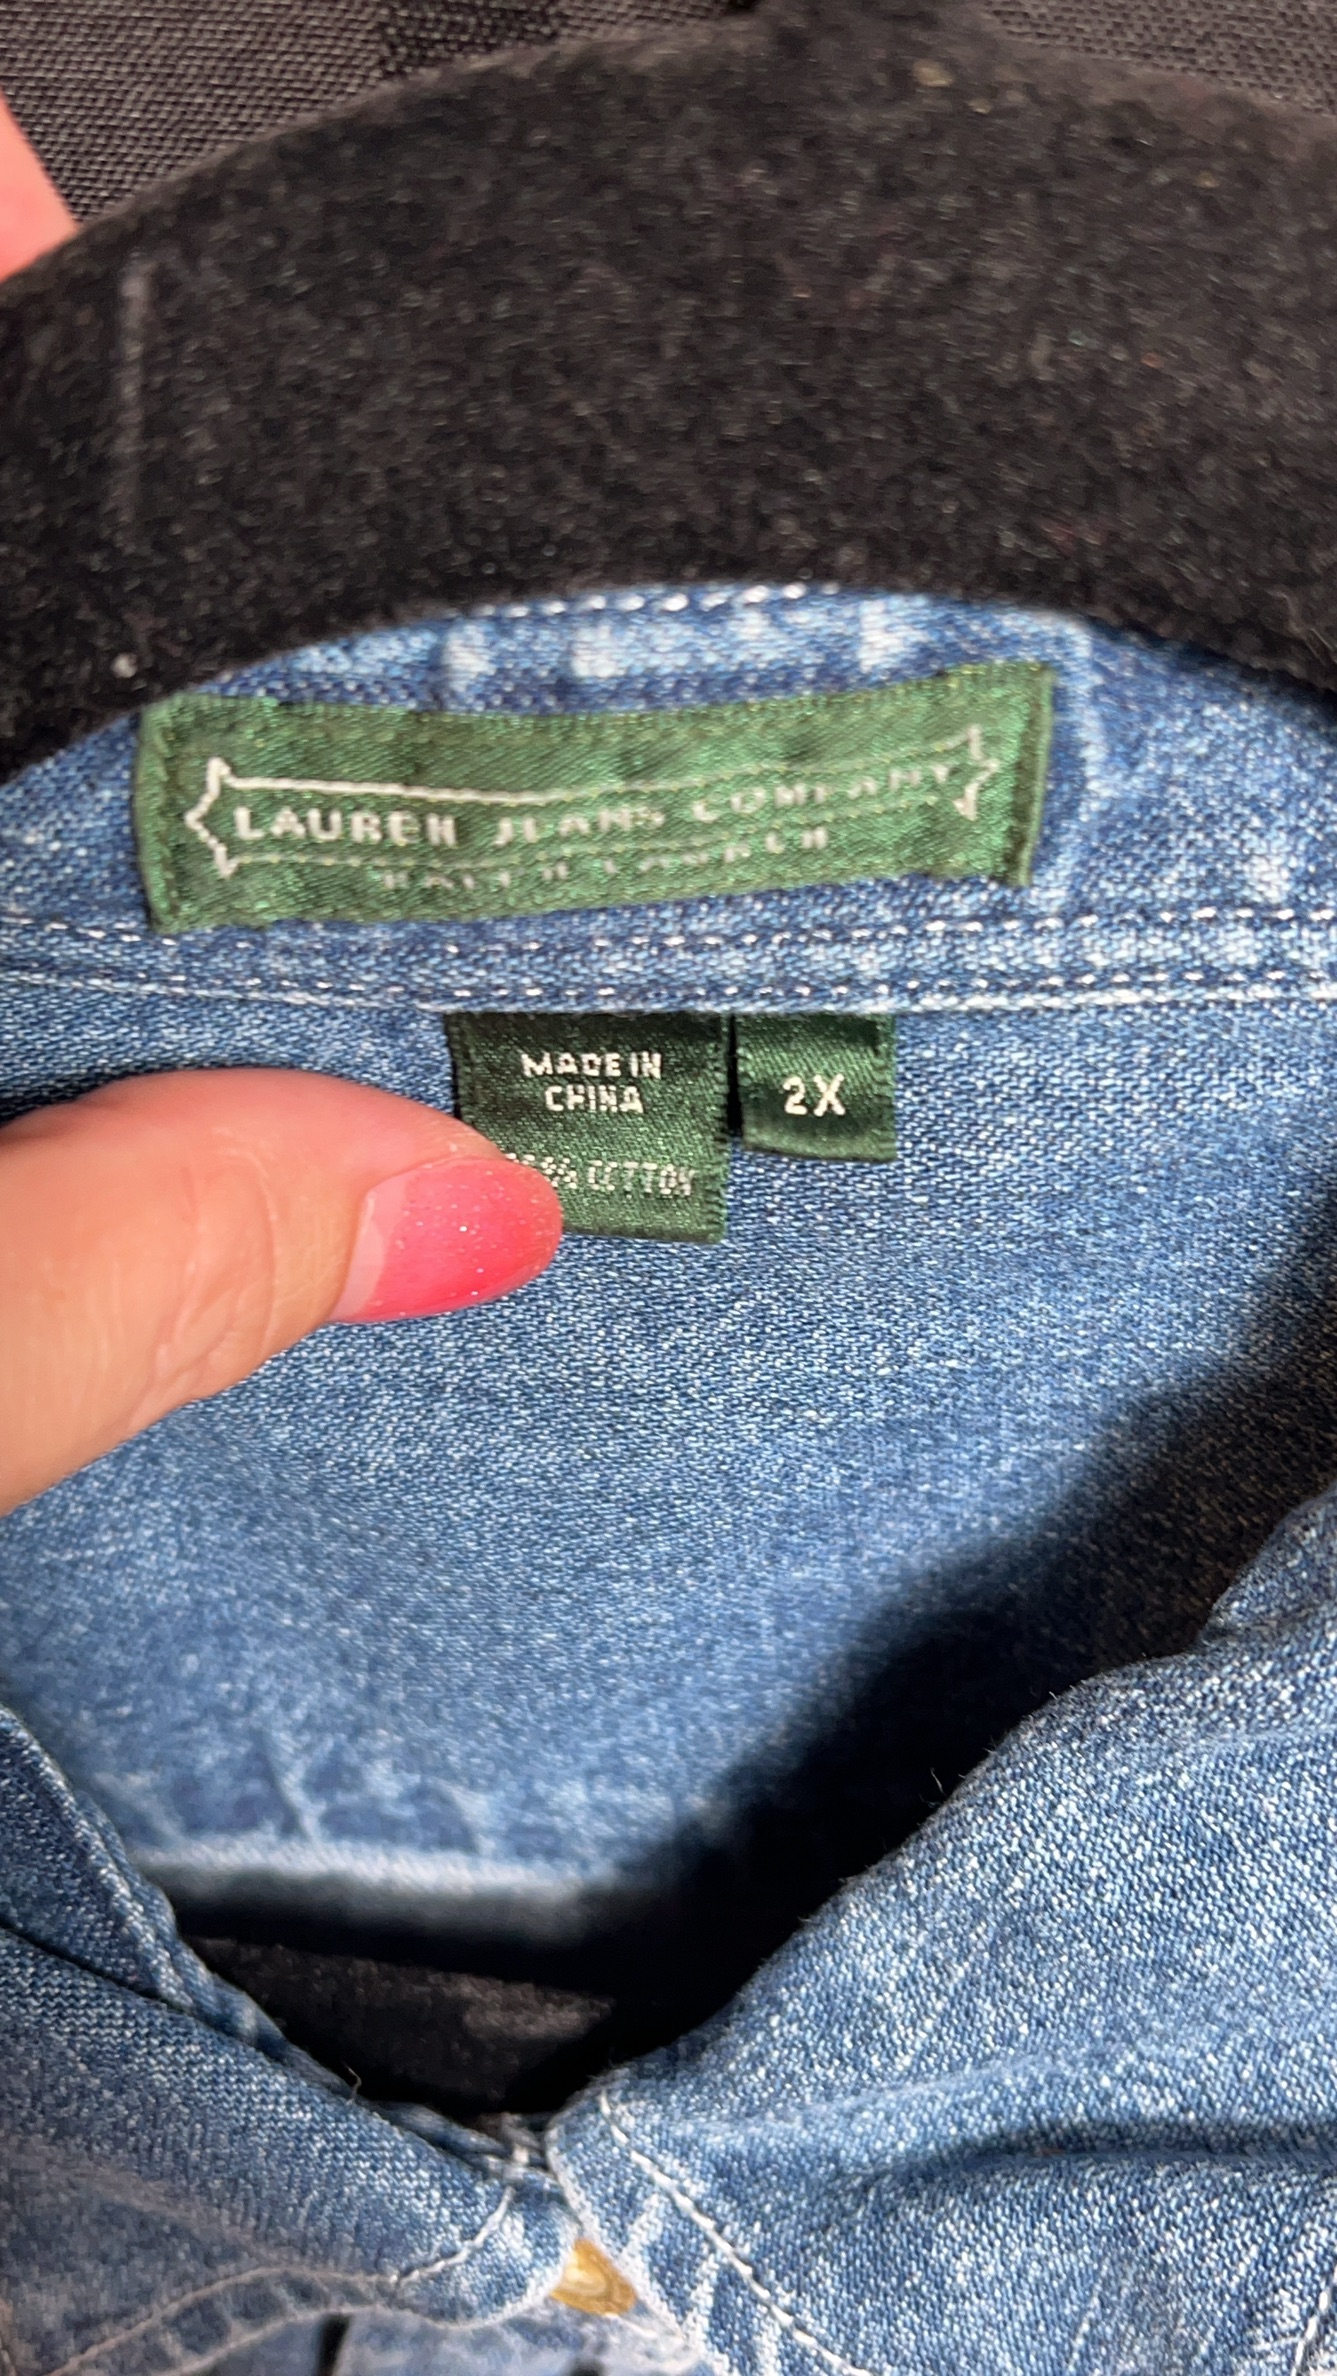 LAUREN JEANS COMPANY
RALPH LAUREN
MADE IN
CHINA
2X
COTTON